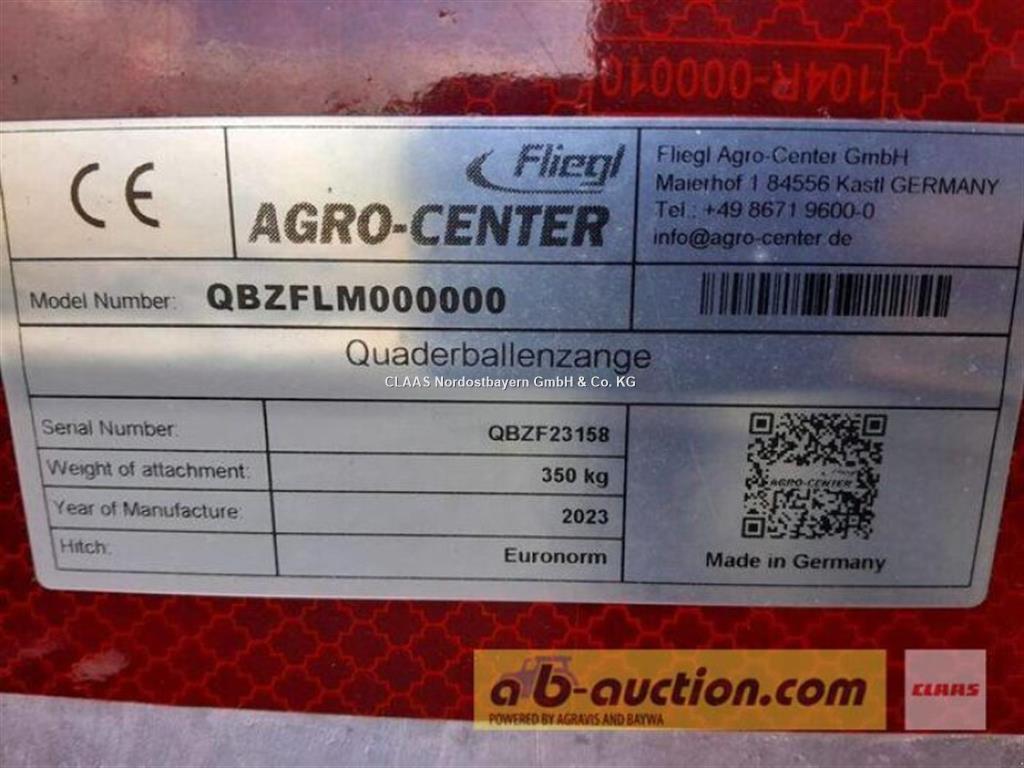 104R-000010
CE
Fliegl
AGRO-CENTER
Fliegl Agro-Center GmbH
Maierhof 1 84556 Kastl GERMANY
Tel.: +49 8671 9600-0
info@agro-center.de
Model Number: QBZFLM000000
Quaderballenzange
CLAAS Nordostbayern GmbH & Co. KG
Serial Number: QBZF23158
Weight of attachment: 350 kg
Year of Manufacture: 2023
Hitch: Euronorm
AGRO-CENTER
Made in Germany
ab-auction.com
POWERED BY AGRAVIS AND BAYWA
CLAAS